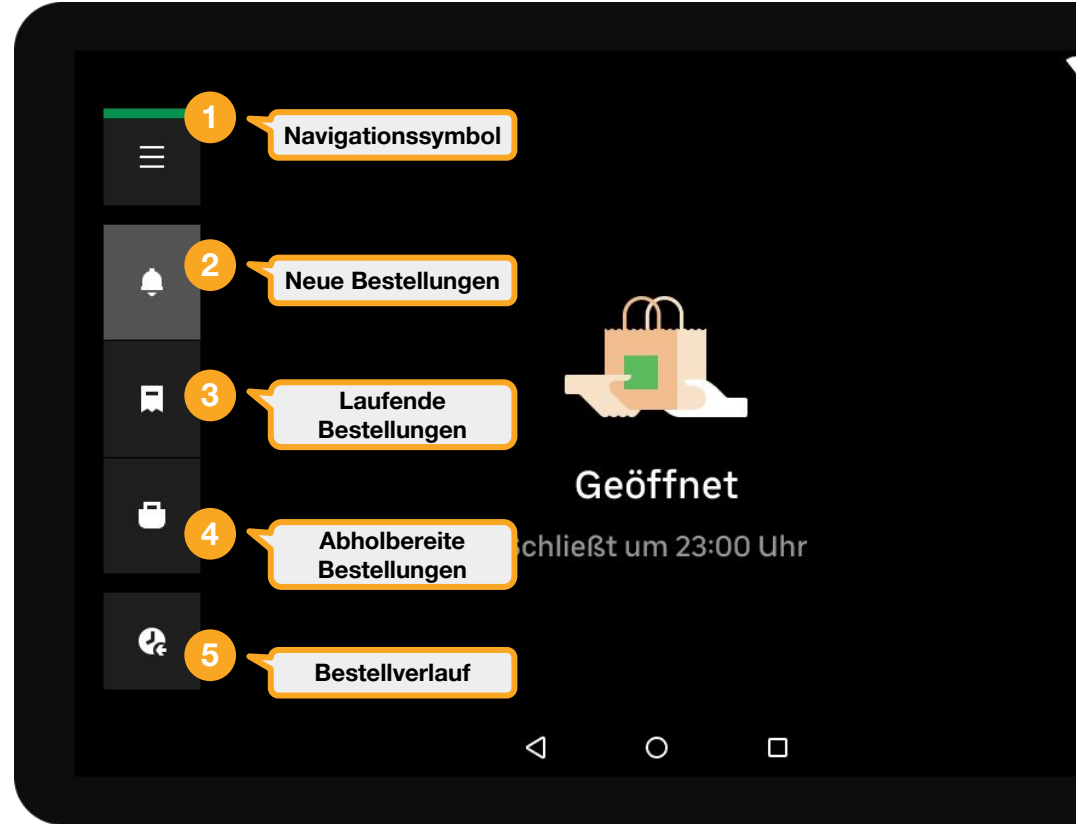 1
Navigationssymbol
2
Neue Bestellungen
3
Laufende
Bestellungen
Geöffnet
4
Abholbereite
Bestellungen
chließt um 23:00 Uhr
5
Bestellverlauf